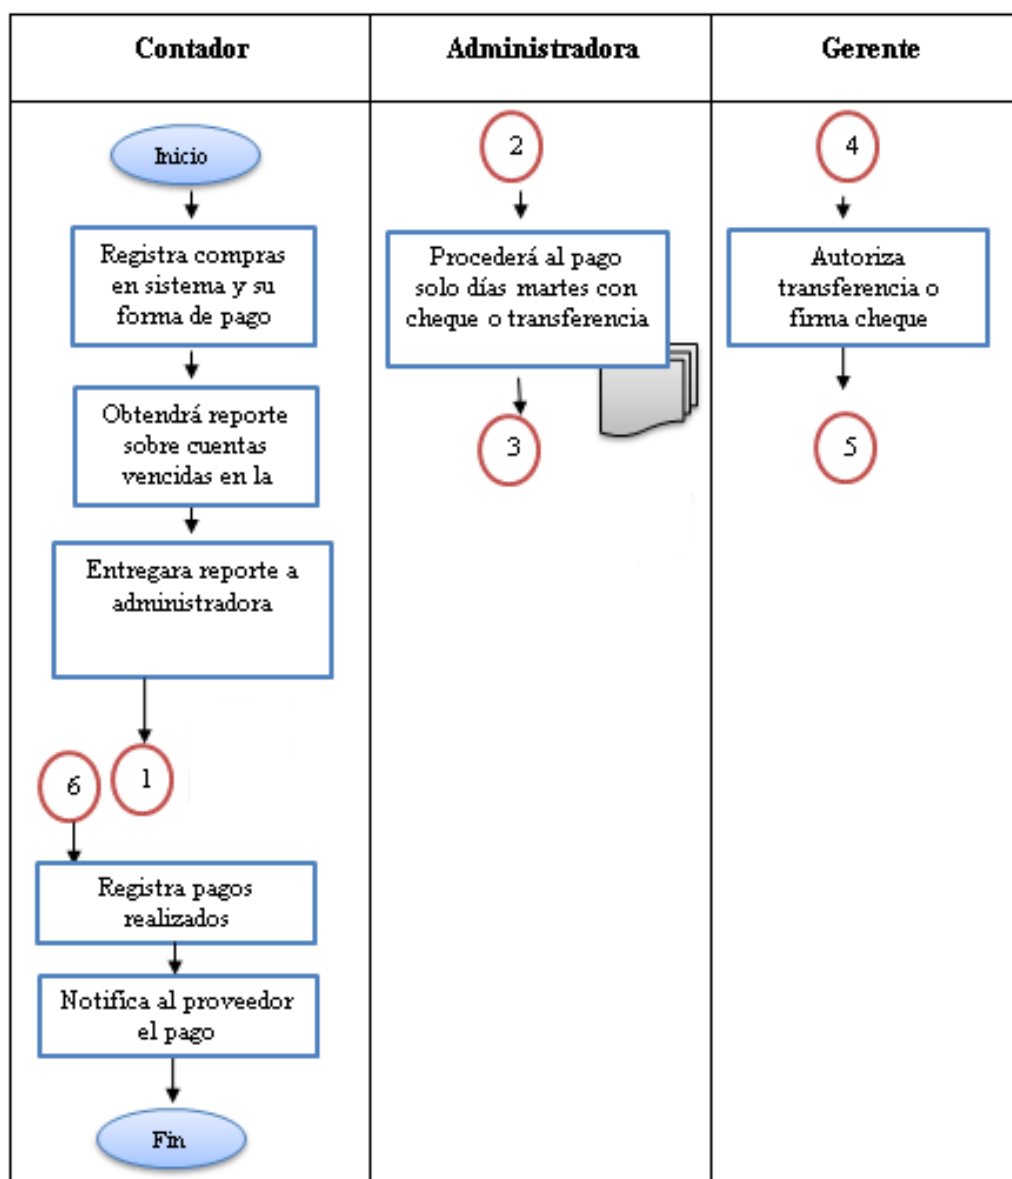 Contador
Administradora
Gerente
Inicio
Registra compras
en sistema y su
forma de pago
Obtendrá reporte
sobre cuentas
vencidas en la
Entregara reporte a
administradora
1
6
Registra pagos
realizados
Notifica al proveedor
el pago
Fin
2
Procederá al pago
solo días martes con
cheque o transferencia
3
4
Autoriza
transferencia o
firma cheque
5